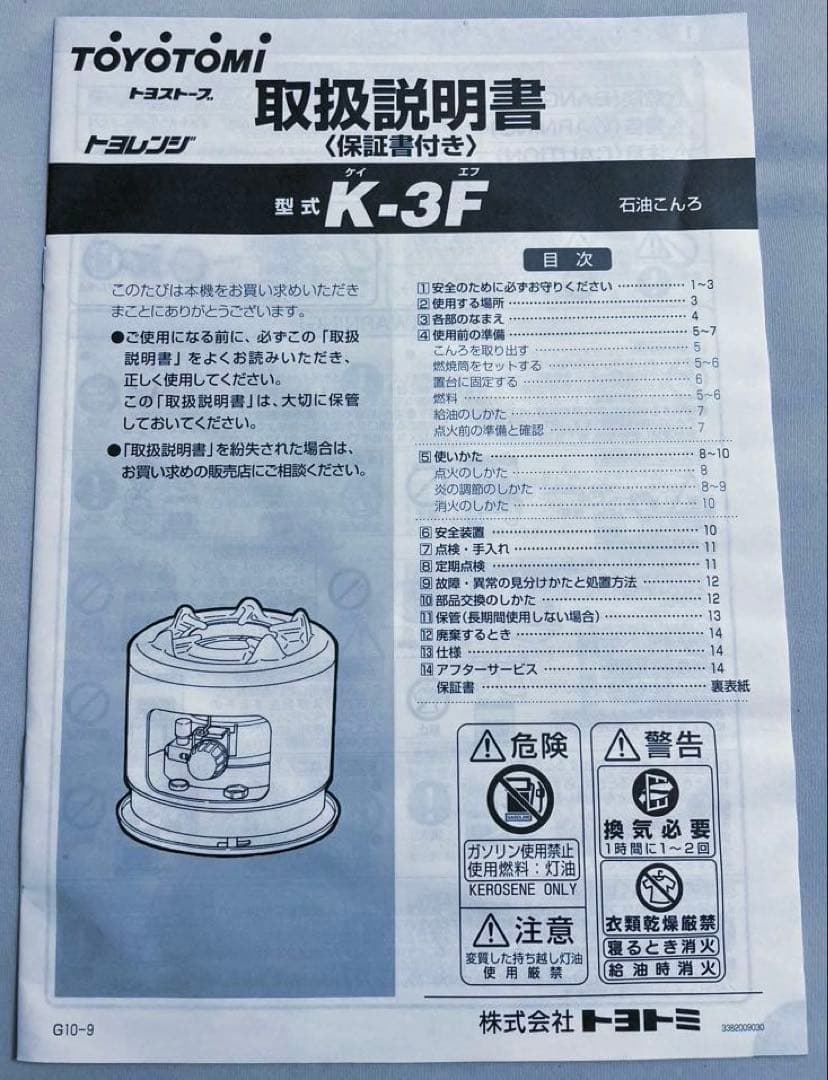 TOYOTOMI
トヨストーブ
トヨレンジ
取扱説明書
〈保証書付き〉
ケイ エフ
型式 K-3F
石油こんろ
このたびは本機をお買い求めいただき
まことにありがとうございます。
●ご使用になる前に、必ずこの「取扱
説明書」をよくお読みいただき、
正しく使用してください。
この「取扱説明書」は、大切に保管
しておいてください。
●「取扱説明書」を紛失された場合は、
お買い求めの販売店にご相談ください。
目次
1 安全のために必ずお守りください 1~3
2 使用する場所 3
3 各部のなまえ 4
4 使用前の準備 5~7
こんろを取り出す 5
燃焼筒をセットする 5~6
置台に固定する 6
燃料 5~6
給油のしかた 7
点火前の準備と確認 7
5 使いかた 8~10
点火のしかた 8
炎の調節のしかた 8~9
消火のしかた 10
6 安全装置 10
7 点検・手入れ 11
8 定期点検 11
9 故障・異常の見分けかたと処置方法 12
10 部品交換のしかた 12
11 保管(長期間使用しない場合) 13
12 廃棄するとき 14
13 仕様 14
14 アフターサービス 14
保証書 裏表紙
危険
GASOLINE
ガソリン使用禁止
使用燃料:灯油
KEROSENE ONLY
注意
変質した持ち越し灯油
使用厳禁
警告
換気必要
1時間に1~2回
衣類乾燥厳禁
寝るとき消火
給油時消火
G10-9
株式会社 トヨトミ
3382009030